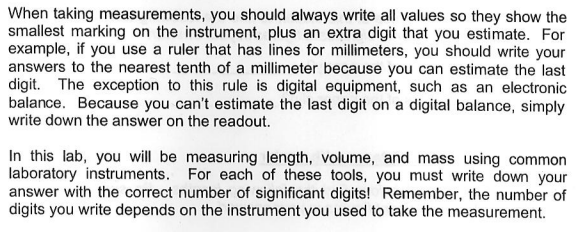 When taking measurements, you should always write all values so they show the
smallest marking on the instrument, plus an extra digit that you estimate. For
example, if you use a ruler that has lines for millimeters, you should write your
answers to the nearest tenth of a millimeter because you can estimate the last
digit. The exception to this rule is digital equipment, such as an electronic
balance. Because you can't estimate the last digit on a digital balance, simply
write down the answer on the readout.
In this lab, you will be measuring length, volume, and mass using common
laboratory instruments. For each of these tools, you must write down your
answer with the correct number of significant digits! Remember, the number of
digits you write depends on the instrument you used to take the measurement.